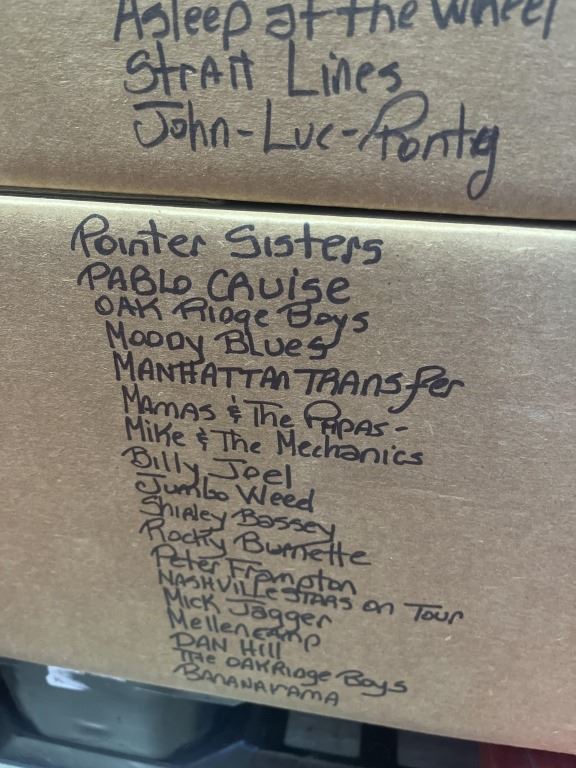 Asleep at the Wheel
Strait Lines
John-Luc-Ponty
Pointer Sisters
PABLO CRUISE
OAK Ridge Boys
MOODY BLUES
MANHATTAN TRANSfer
MAMAS & The PAPAS-
Mike & The Mechanics
Billy Joel
Jumbo Weed
Shirley Bassey
Rocky Burnette
Peter Frampton
NASHVILLE STARS on Tour
Mick Jagger
Mellencamp
DAN Hill
THE OAKRidge Boys
BANANArAMA